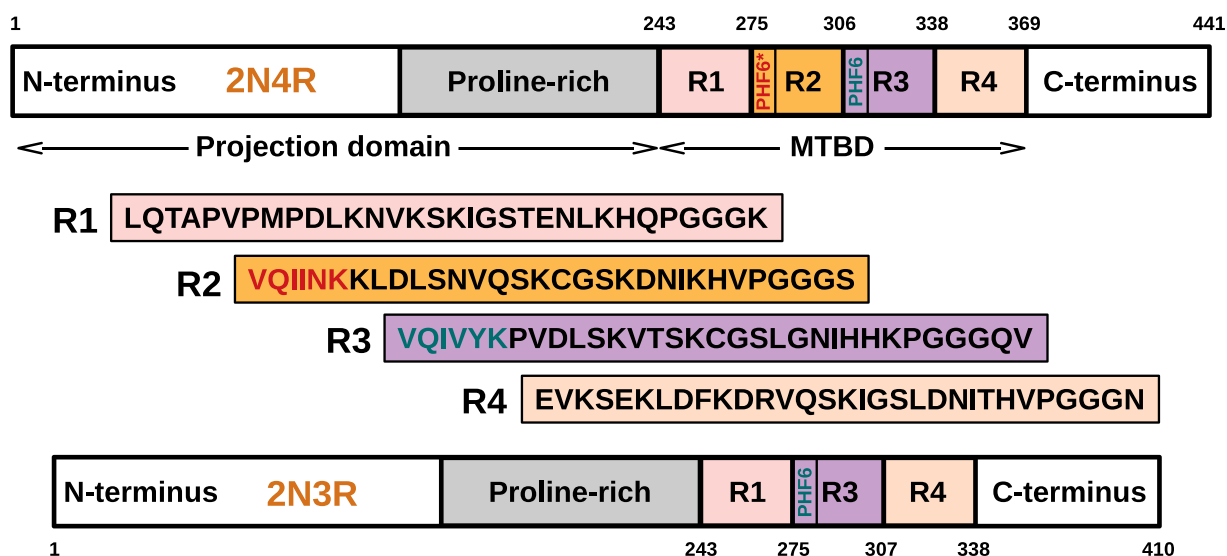 1 243 275 306 338 369 441
N-terminus 2N4R Proline-rich R1 PHF6* R2 PHF6 R3 R4 C-terminus
Projection domain MTBD
R1 LQTAPVPMPDLKNVKSKIGSTENLKHQPGGGK
R2 VQIINKKLDLSNVQSKCGSKDNIKHVPGGGS
R3 VQIVYKPVDLSKVTSKCGSLGNIHHKPGGGQV
R4 EVKSEKLDFKDRVQSKIGSLDNITHVPGGGN
N-terminus 2N3R Proline-rich R1 PHF6 R3 R4 C-terminus
1 243 275 307 338 410